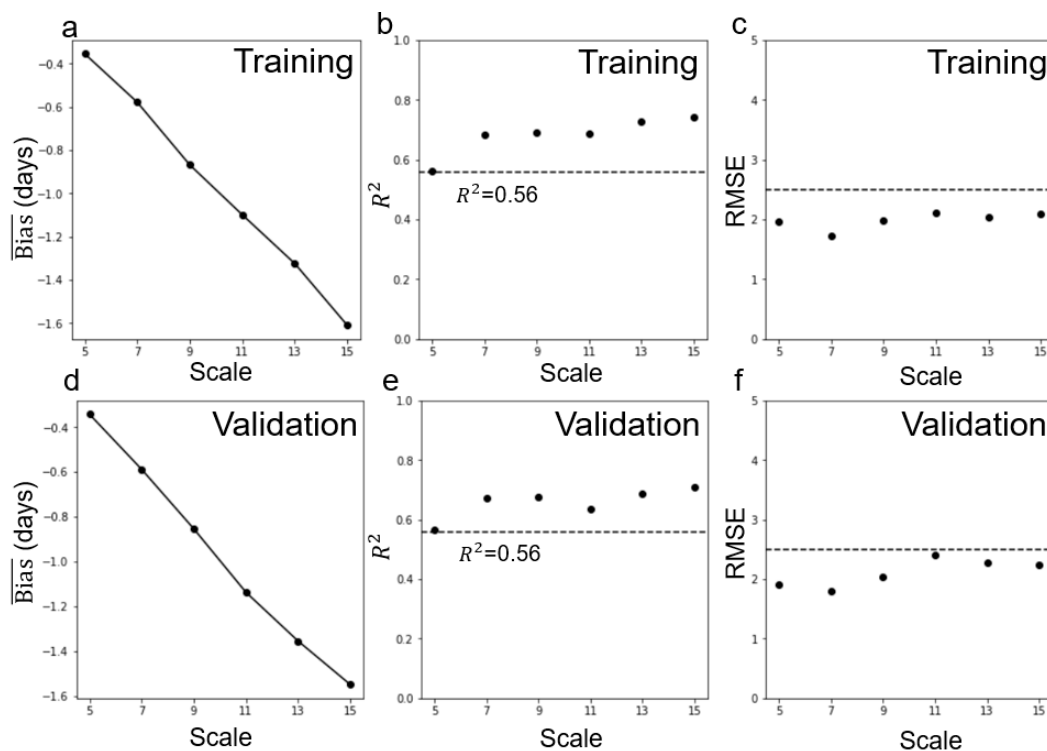 a
Training
−0.4
−0.6
−0.8
−1.0
−1.2
−1.4
−1.6
Bias (days)
5 7 9 11 13 15
Scale
b
Training
1.0
0.8
0.6
0.4
0.2
0.0
R²
R²=0.56
5 7 9 11 13 15
Scale
c
Training
5
4
3
2
1
0
RMSE
5 7 9 11 13 15
Scale
d
Validation
−0.4
−0.6
−0.8
−1.0
−1.2
−1.4
−1.6
Bias (days)
5 7 9 11 13 15
Scale
e
Validation
1.0
0.8
0.6
0.4
0.2
0.0
R²
R²=0.56
5 7 9 11 13 15
Scale
f
Validation
5
4
3
2
1
0
RMSE
5 7 9 11 13 15
Scale